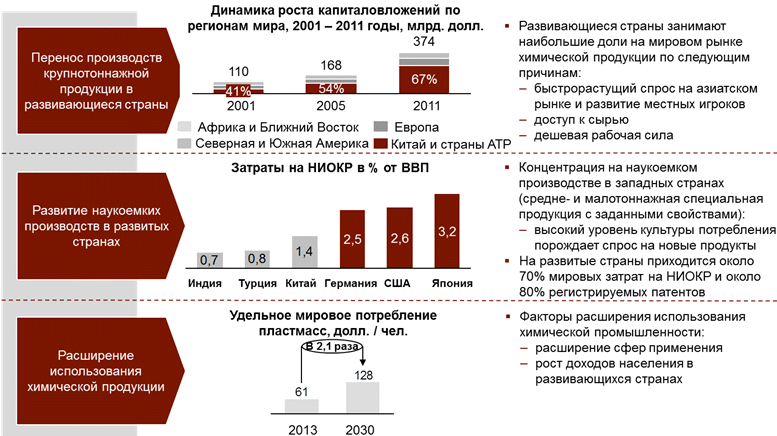 Перенос производств
крупнотоннажной
продукции в
развивающиеся страны
Динамика роста капиталовложений по
регионам мира, 2001 – 2011 годы, млрд. долл.
110
168
374
41%
54%
67%
2001
2005
2011
Африка и Ближний Восток
Европа
Северная и Южная Америка
Китай и страны АТР
Развивающиеся страны занимают
наибольшие доли на мировом рынке
химической продукции по следующим
причинам:
– быстрорастущий спрос на азиатском
рынке и развитие местных игроков
– доступ к сырью
– дешевая рабочая сила
Развитие наукоемких
производств в развитых
странах
Затраты на НИОКР в % от ВВП
0,7
0,8
1,4
2,5
2,6
3,2
Индия
Турция
Китай
Германия
США
Япония
Концентрация на наукоемком
производстве в западных странах
(средне- и малотоннажная специальная
продукция с заданными свойствами):
– высокий уровень культуры потребления
порождает спрос на новые продукты
На развитые страны приходится около
70% мировых затрат на НИОКР и около
80% регистрируемых патентов
Расширение
использования
химической продукции
Удельное мировое потребление
пластмасс, долл. / чел.
В 2,1 раза
61
128
2013
2030
Факторы расширения использования
химической промышленности:
– расширение сфер применения
– рост доходов населения в
развивающихся странах